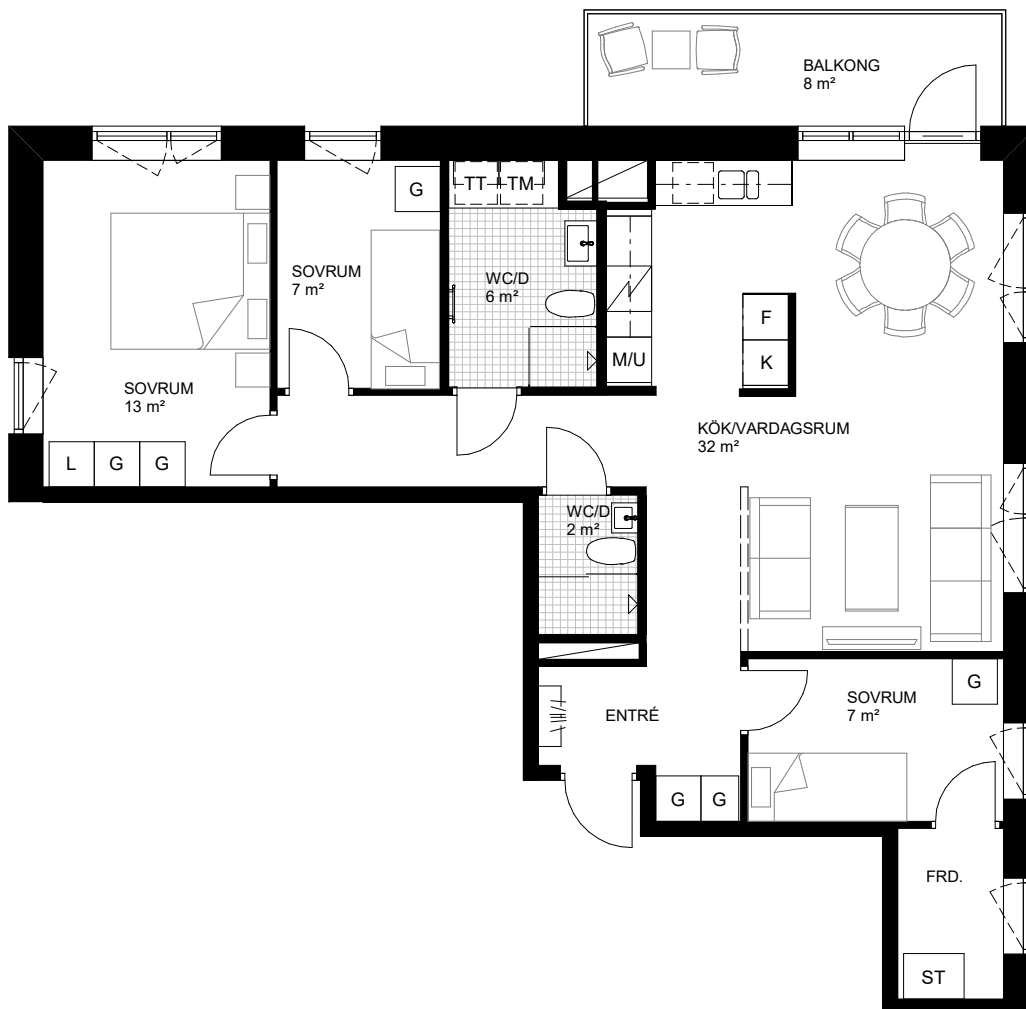 BALKONG
8 m²
TT
TM
G
SOVRUM
7 m²
WC/D
6 m²
F
K
M/U
SOVRUM
13 m²
KÖK/VARDAGSRUM
32 m²
L
G
G
WC/D
2 m²
G
SOVRUM
7 m²
ENTRÉ
G
G
FRD.
ST